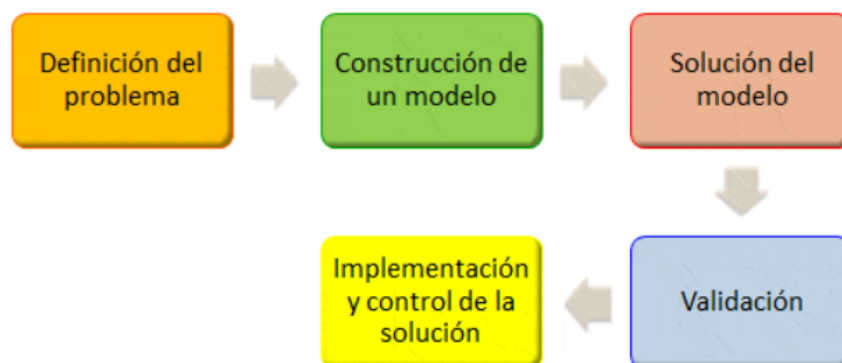 Definición del
problema
Construcción de
un modelo
Solución del
modelo
Validación
Implementación
y control de la
solución